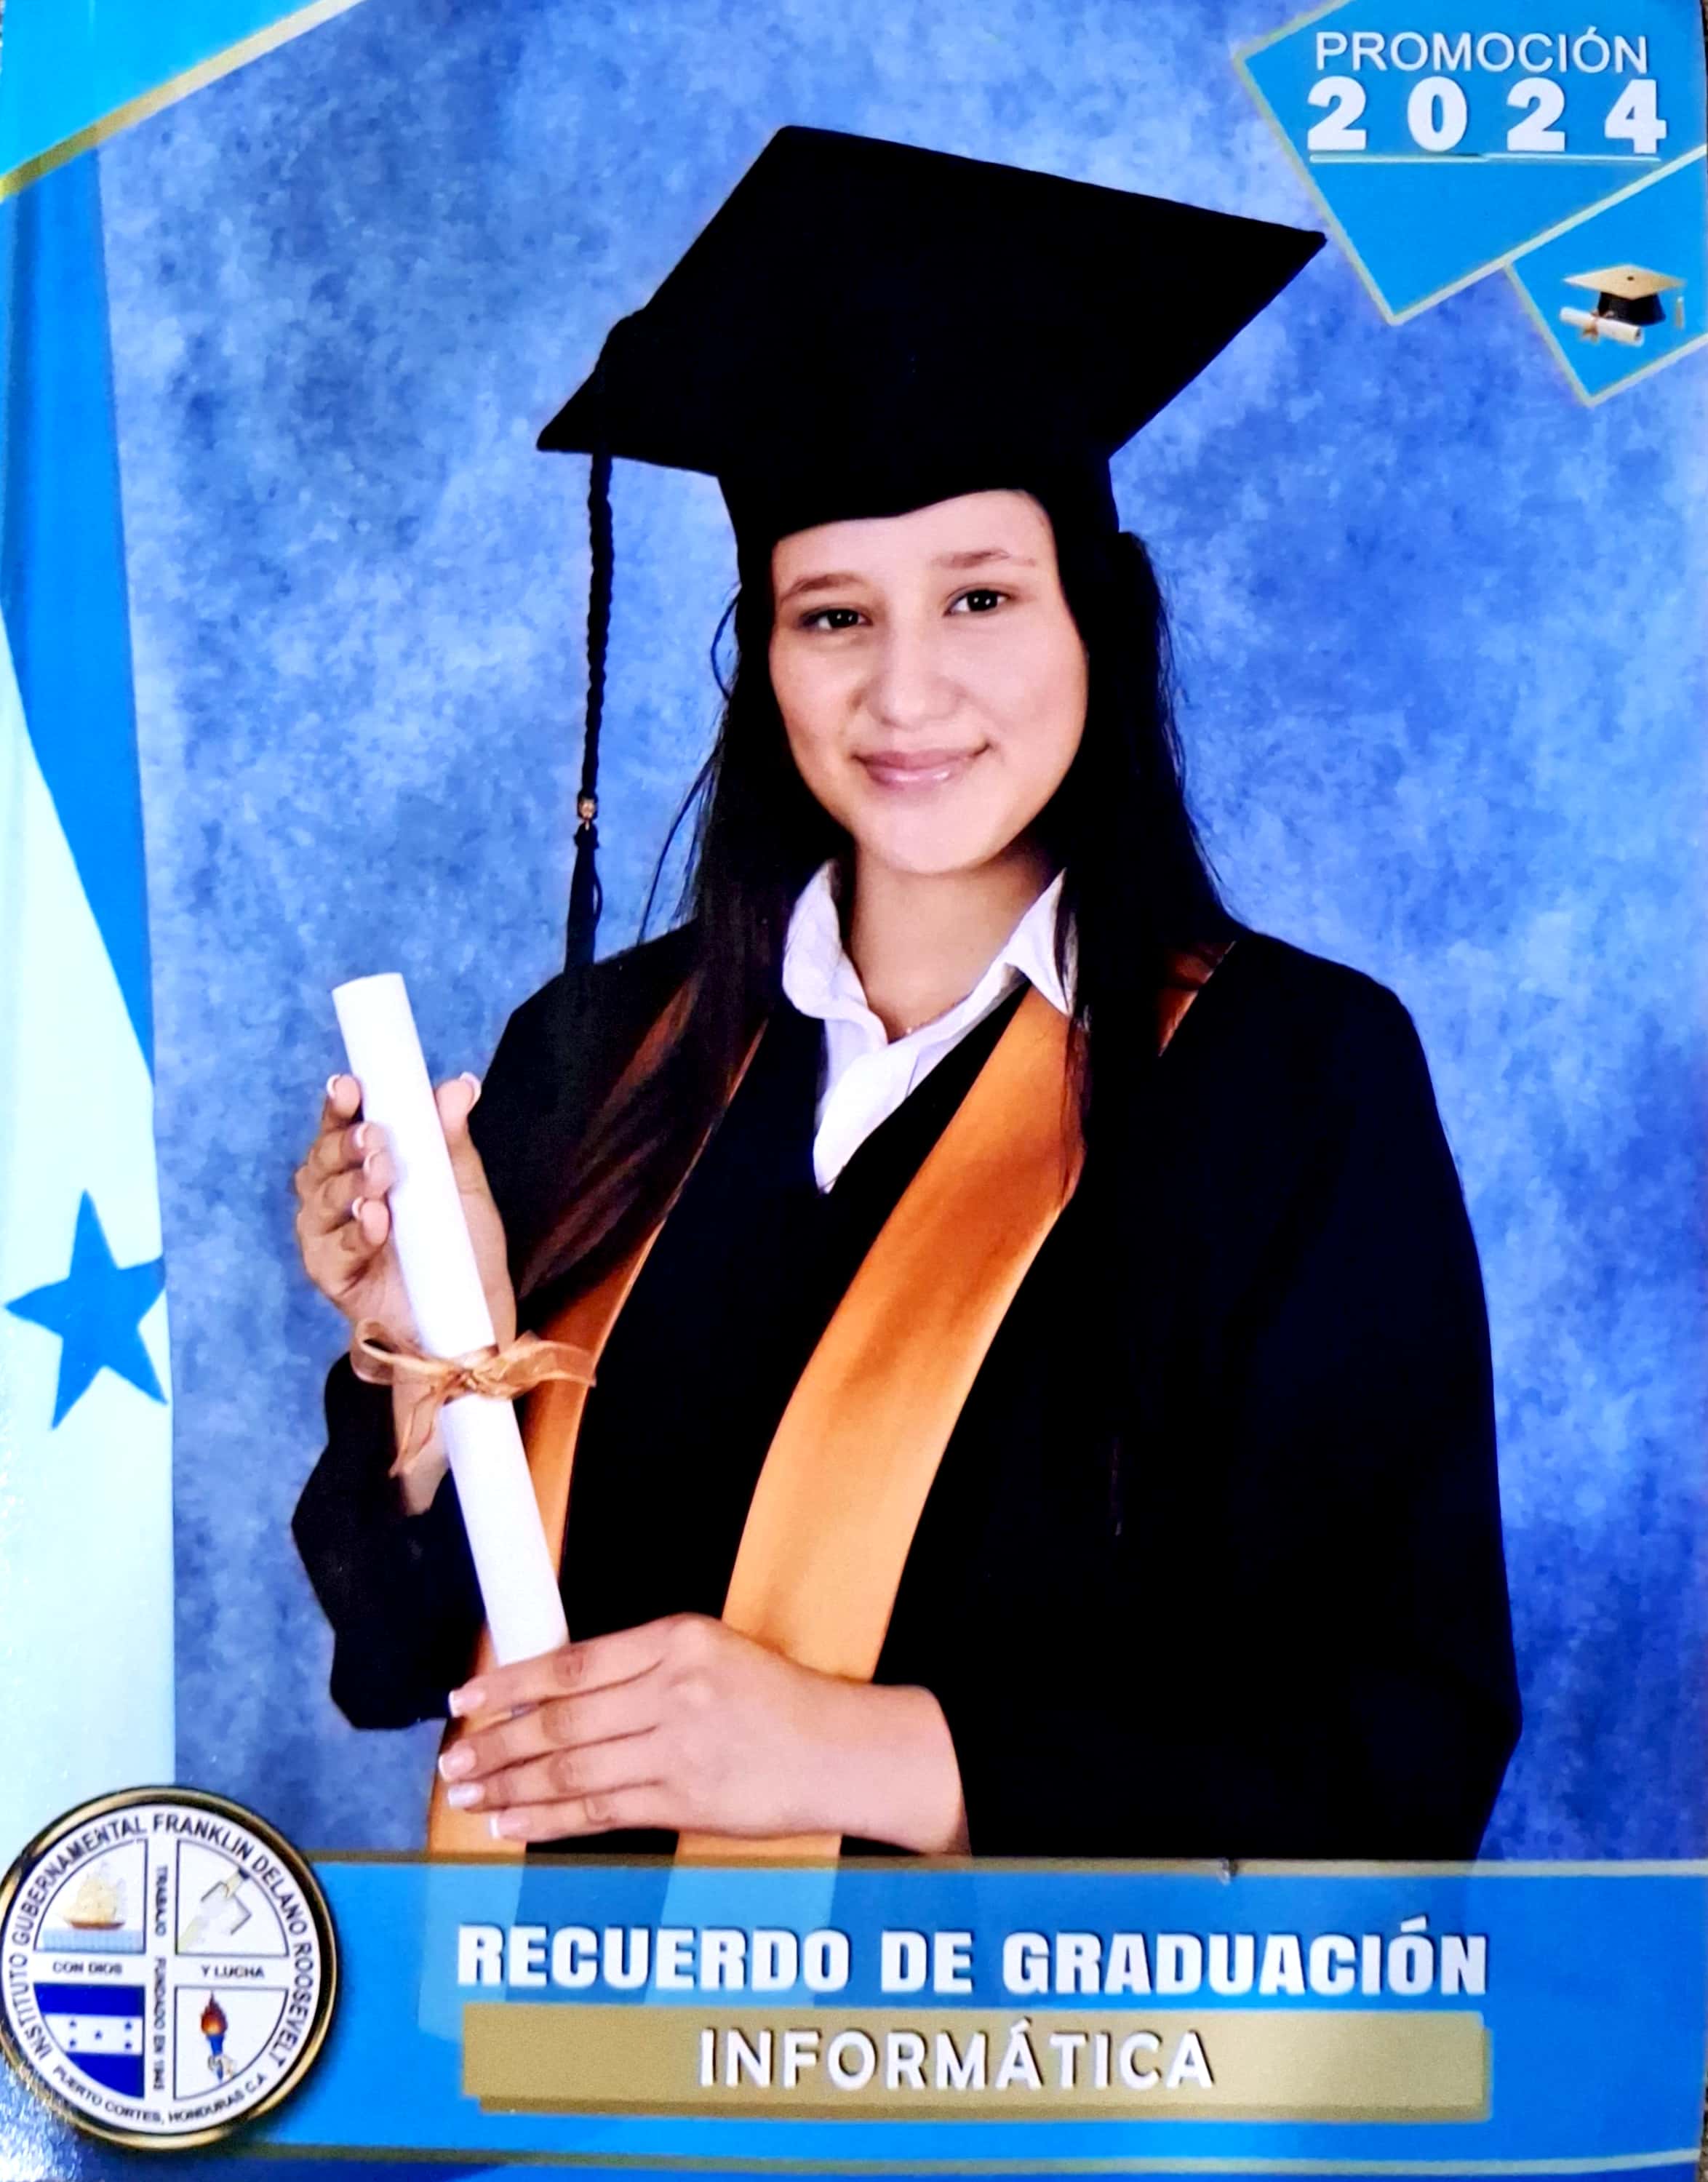 PROMOCIÓN
2024
INSTITUTO GUBERNAMENTAL FRANKLIN DELANO ROOSEVELT
TRABAJO
CON DIOS
Y LUCHA
FUNDADO EN 1943
PUERTO CORTES, HONDURAS C.A
RECUERDO DE GRADUACIÓN
INFORMÁTICA